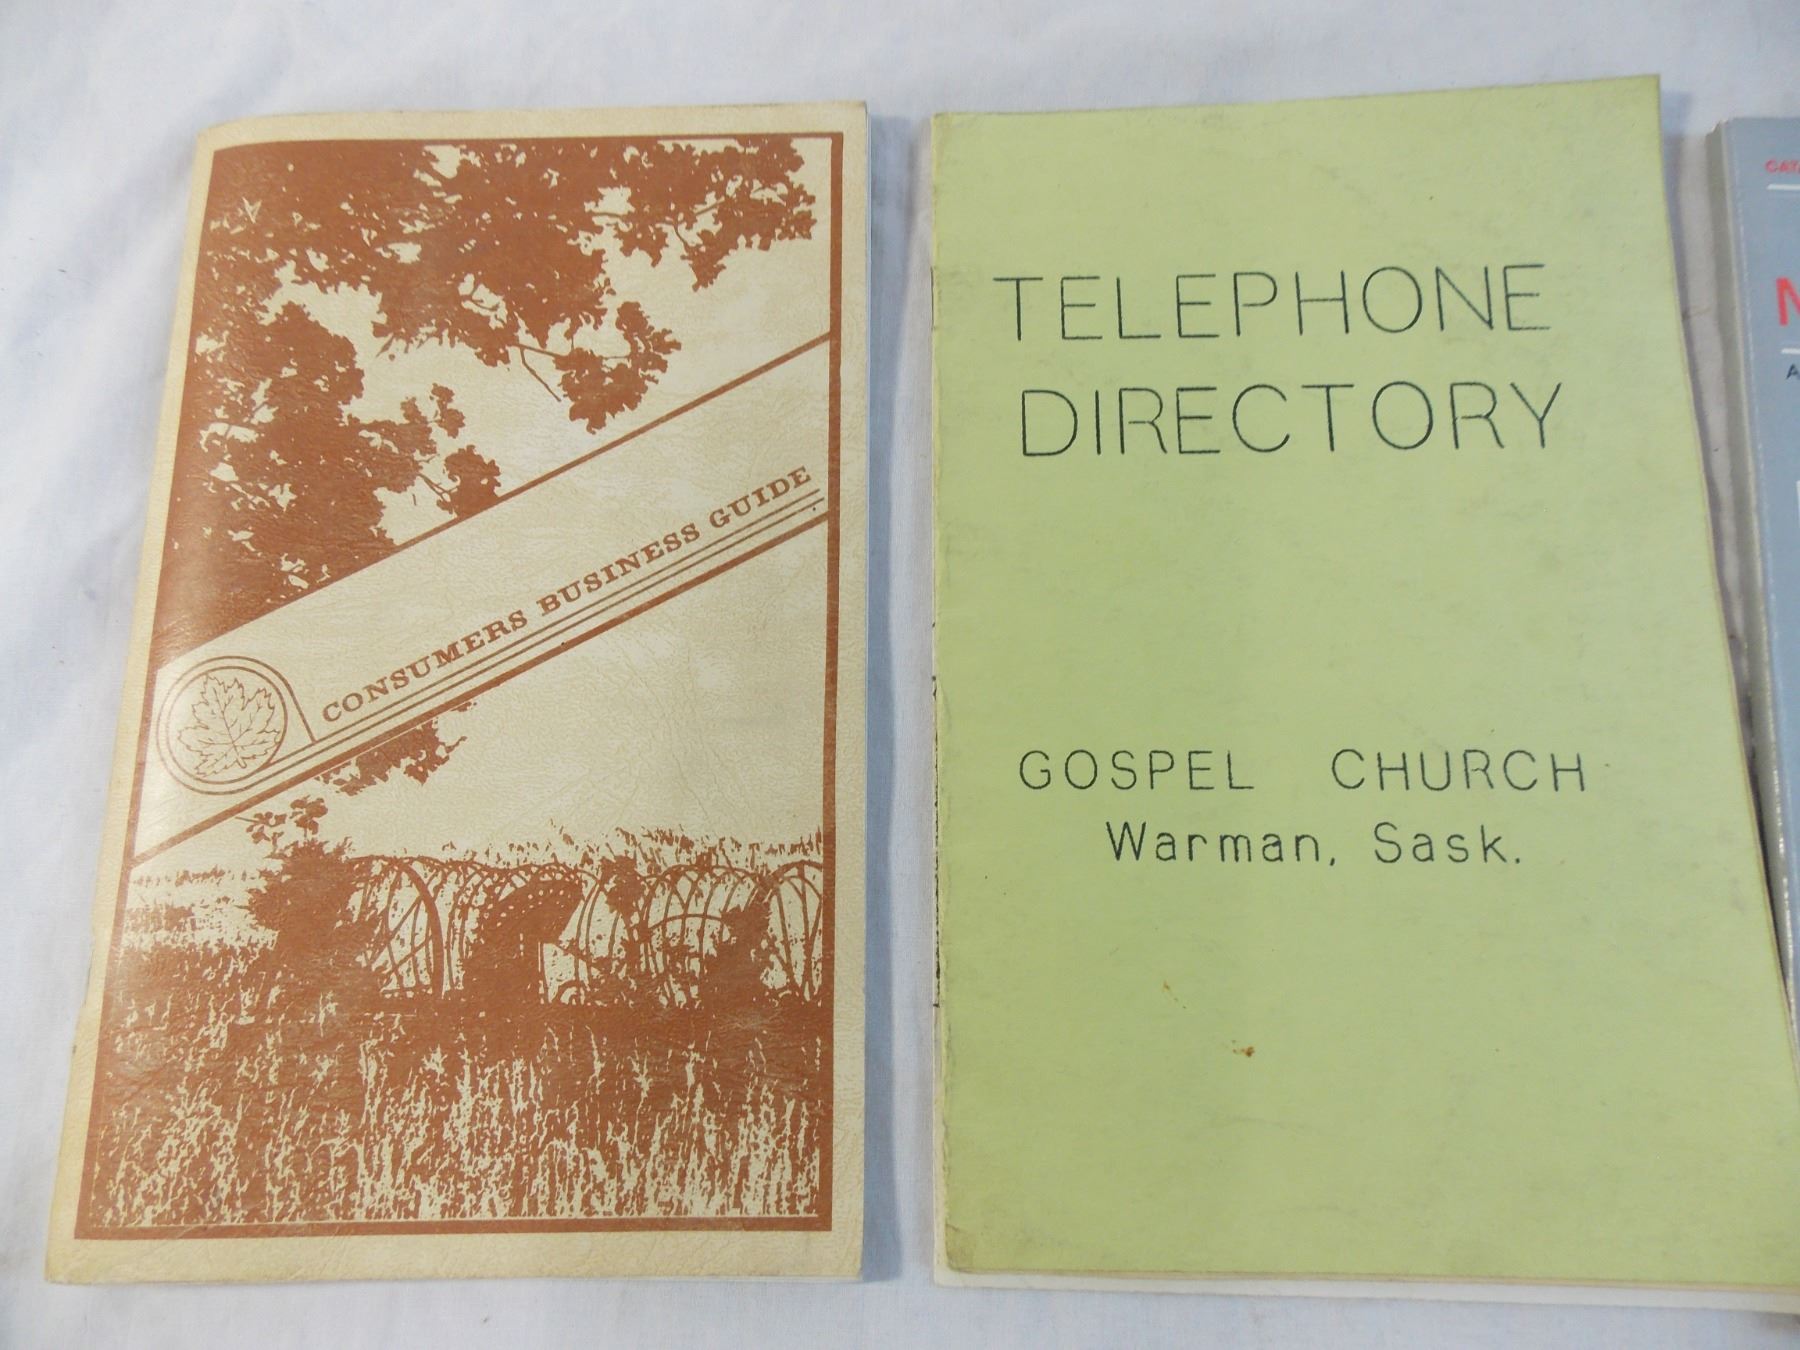 CONSUMERS BUSINESS GUIDE
TELEPHONE
DIRECTORY
GOSPEL CHURCH
Warman, Sask.